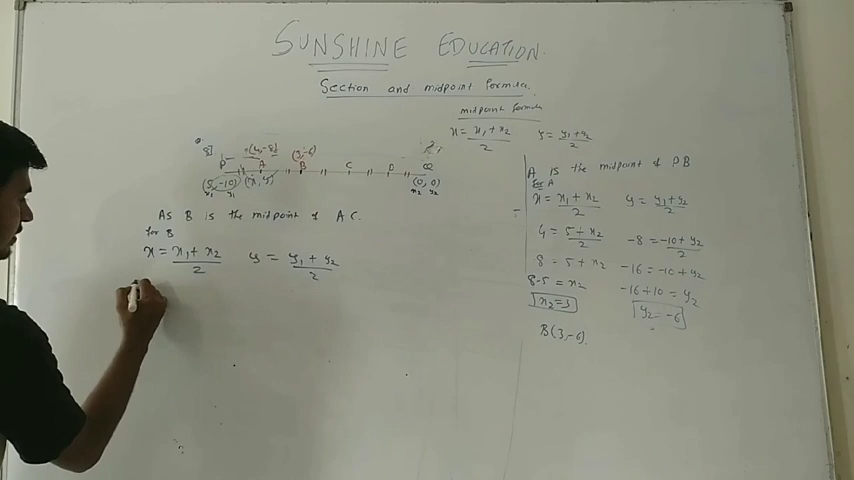 SUNSHINE EDUCATION.
Section and midpoint formula.
midpoint formula
x = x₁ + x₂ / 2 y = y₁ + y₂ / 2
8]
(4, -8) (3, -6)
P A B C D Q
(5, -10) (x, y) (0, 0)
x₁ y₁ x₂ y₂
As B is the midpoint of AC.
for B
x = x₁ + x₂ / 2 y = y₁ + y₂ / 2
A is the midpoint of PB
for A
x = x₁ + x₂ / 2 y = y₁ + y₂ / 2
4 = 5 + x₂ / 2 -8 = -10 + y₂ / 2
8 = 5 + x₂ -16 = -10 + y₂
8-5 = x₂ -16+10 = y₂
x₂ = 3 y₂ = -6
B(3, -6)